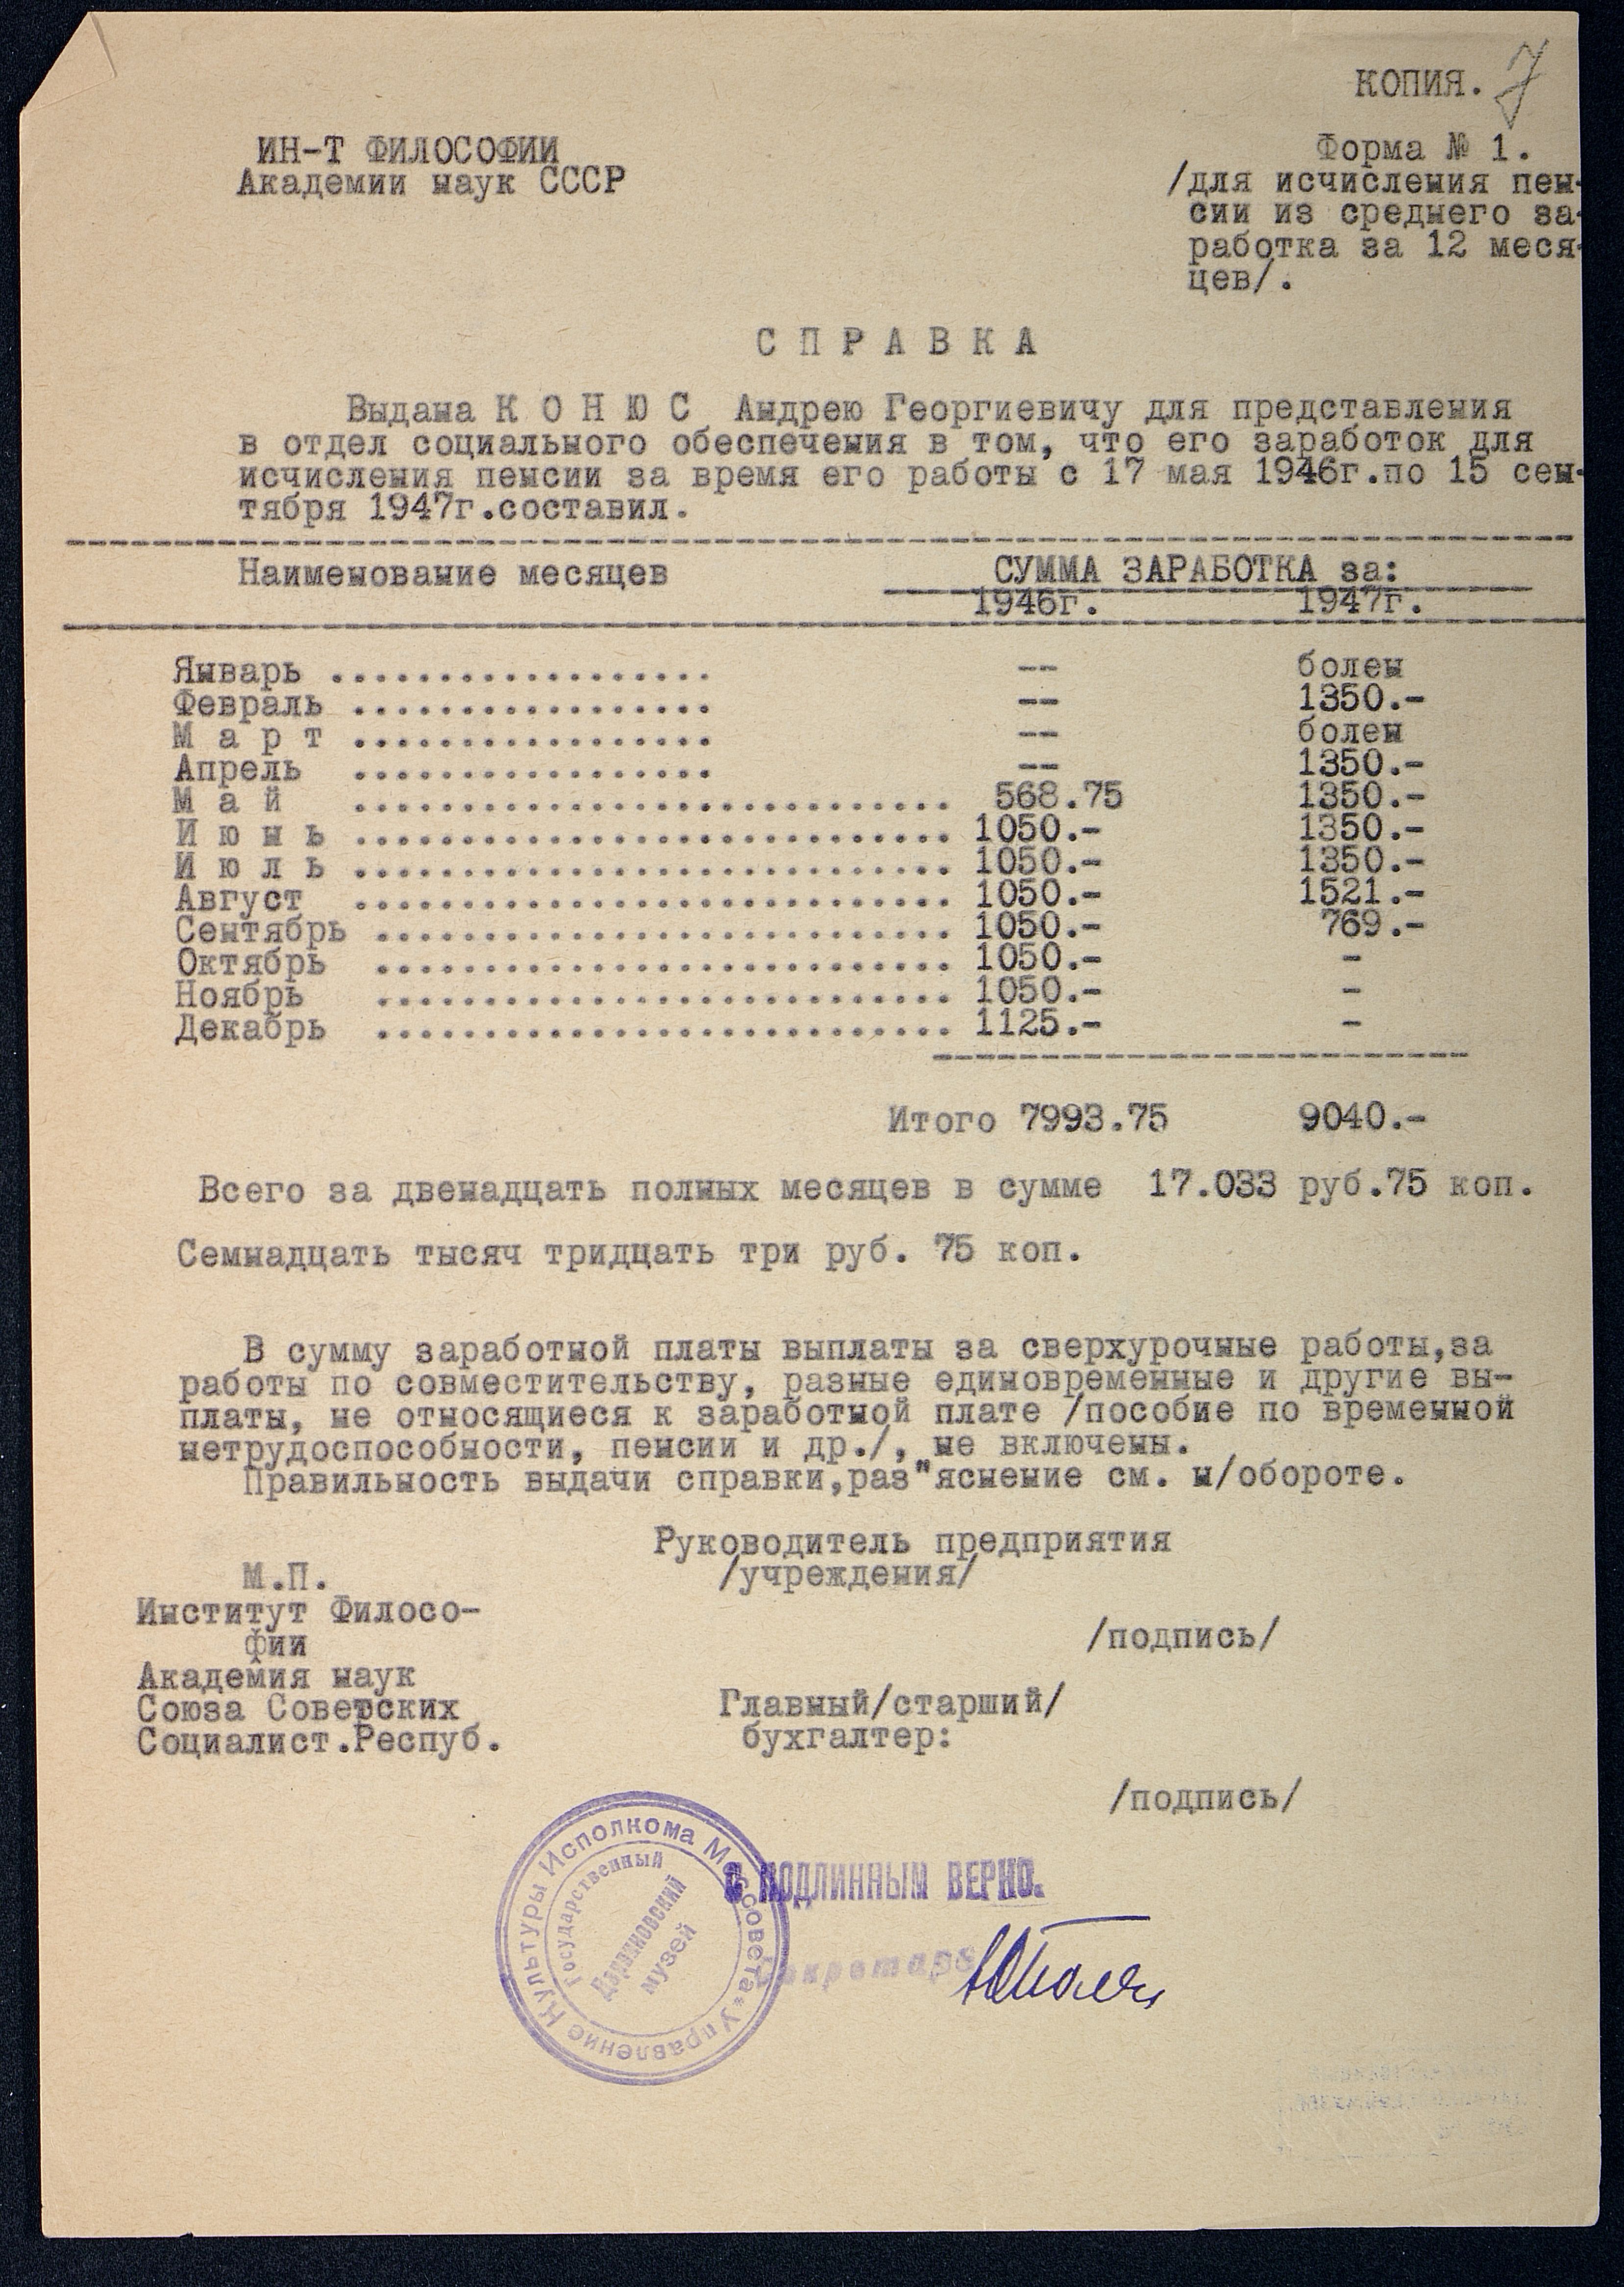 КОПИЯ. 7
ИН-Т ФИЛОСОФИИ
Академии наук СССР
Форма № 1.
/для исчисления пен-
сии из среднего за-
работка за 12 меся-
цев/.
С П Р А В К А
Выдана К О Н Ю С Андрею Георгиевичу для представления
в отдел социального обеспечения в том, что его заработок для
исчисления пенсии за время его работы с 17 мая 1946г.по 15 сен-
тября 1947г.составил.
Наименование месяцев СУММА ЗАРАБОТКА за:
1946г. 1947г.
Январь .................. -- болен
Февраль ................. -- 1350.-
М а р т ................. -- болен
Апрель ................. -- 1350.-
М а й ............................ 568.75 1350.-
И ю н ь ............................ 1050.- 1350.-
И ю л ь ............................ 1050.- 1350.-
Август ............................ 1050.- 1521.-
Сентябрь ........................... 1050.- 769.-
Октябрь ........................... 1050.- -
Ноябрь ........................... 1050.- -
Декабрь ........................... 1125.- -
Итого 7993.75 9040.-
Всего за двенадцать полных месяцев в сумме 17.033 руб.75 коп.
Семнадцать тысяч тридцать три руб. 75 коп.
В сумму заработной платы выплаты за сверхурочные работы,за
работы по совместительству, разные единовременные и другие вы-
платы, не относящиеся к заработной плате /пособие по временной
нетрудоспособности, пенсии и др./, не включены.
Правильность выдачи справки,раз"яснение см. н/обороте.
Руководитель предприятия
/учреждения/
М.П.
Институт Филосо-
фии
Академия наук
Союза Советских
Социалист.Респуб.
/подпись/
Главный/старший/
бухгалтер:
/подпись/
С ПОДЛИННЫМ ВЕРНО.
Секретарь
Управление Культуры Исполкома Моссовета *
Государственный
Дарвиновский
музей